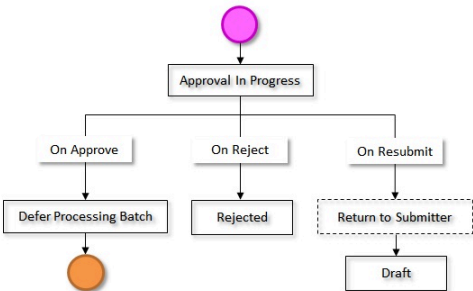 Approval In Progress
On Approve
On Reject
On Resubmit
Defer Processing Batch
Rejected
Return to Submitter
Draft